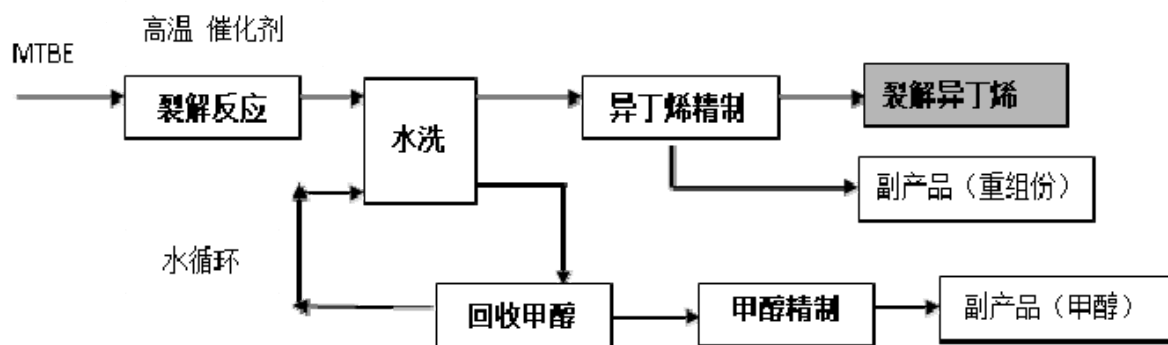 高温 催化剂
MTBE
裂解反应
水洗
异丁烯精制
裂解异丁烯
副产品（重组份）
水循环
回收甲醇
甲醇精制
副产品（甲醇）